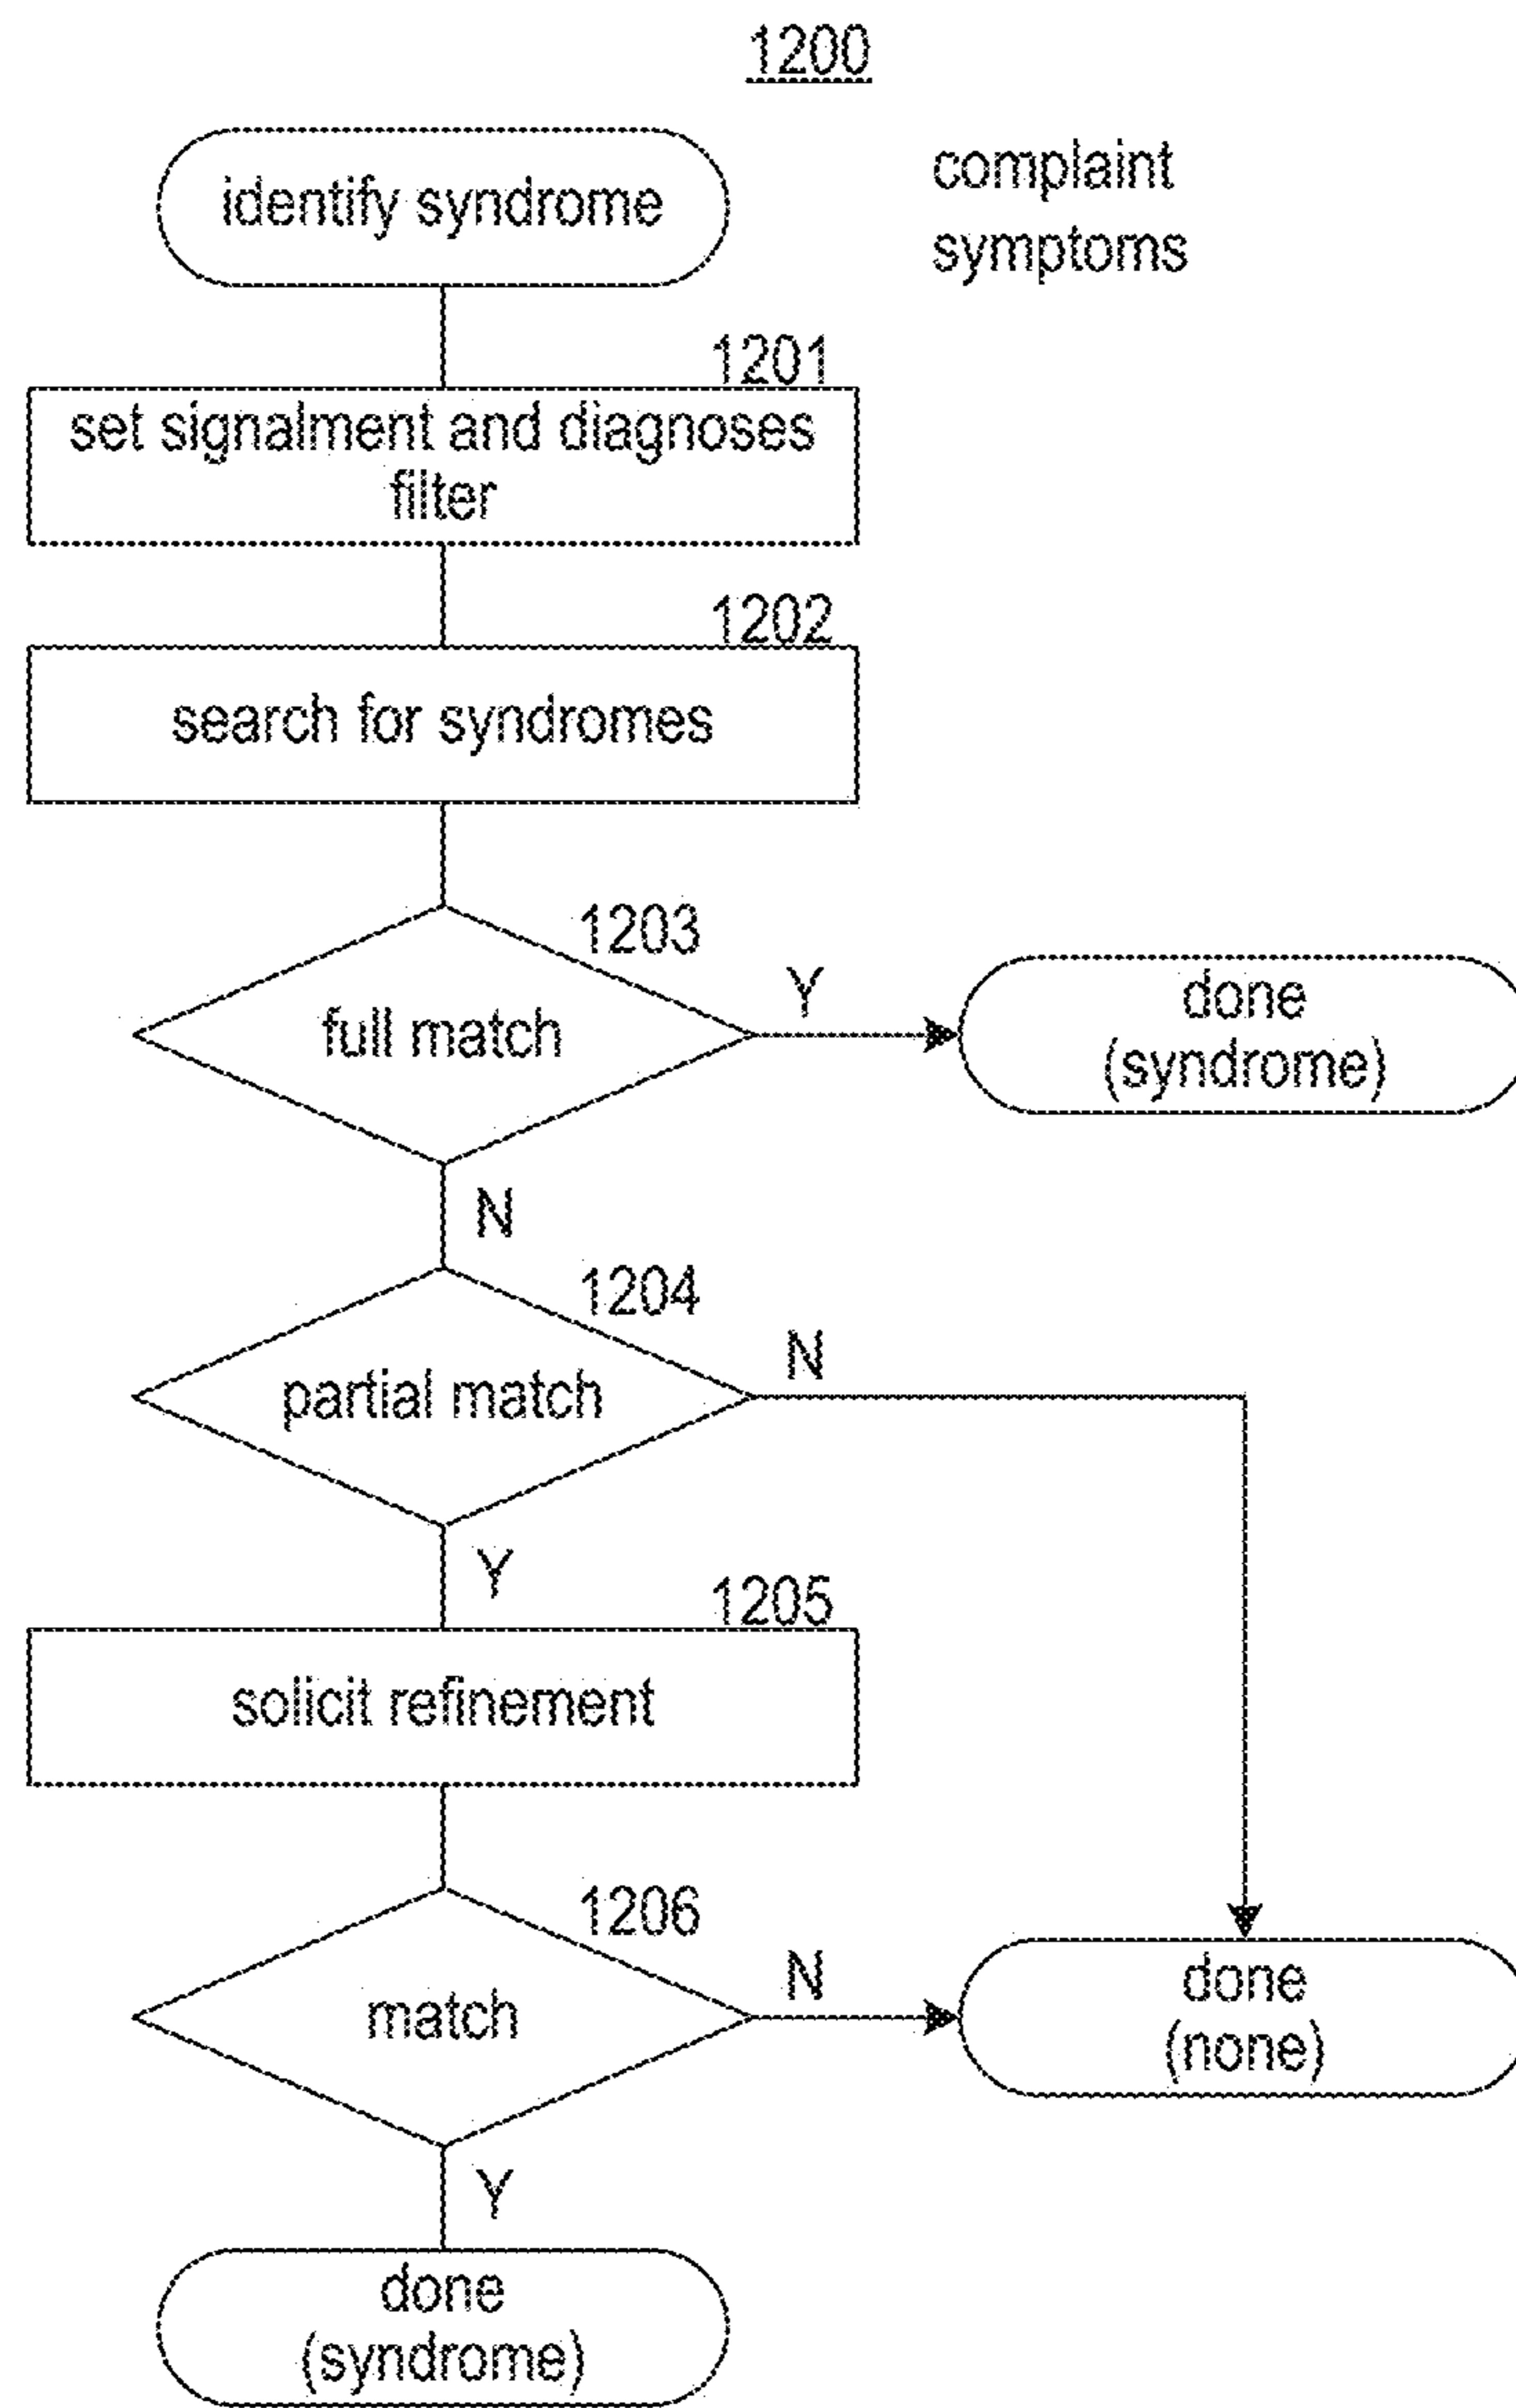 1200
identify syndrome
complaint
symptoms
1201
set signalment and diagnoses
filter
1202
search for syndromes
1203
full match
Y
done
(syndrome)
N
1204
partial match
N
Y
1205
solicit refinement
1206
match
N
done
(none)
Y
done
(syndrome)